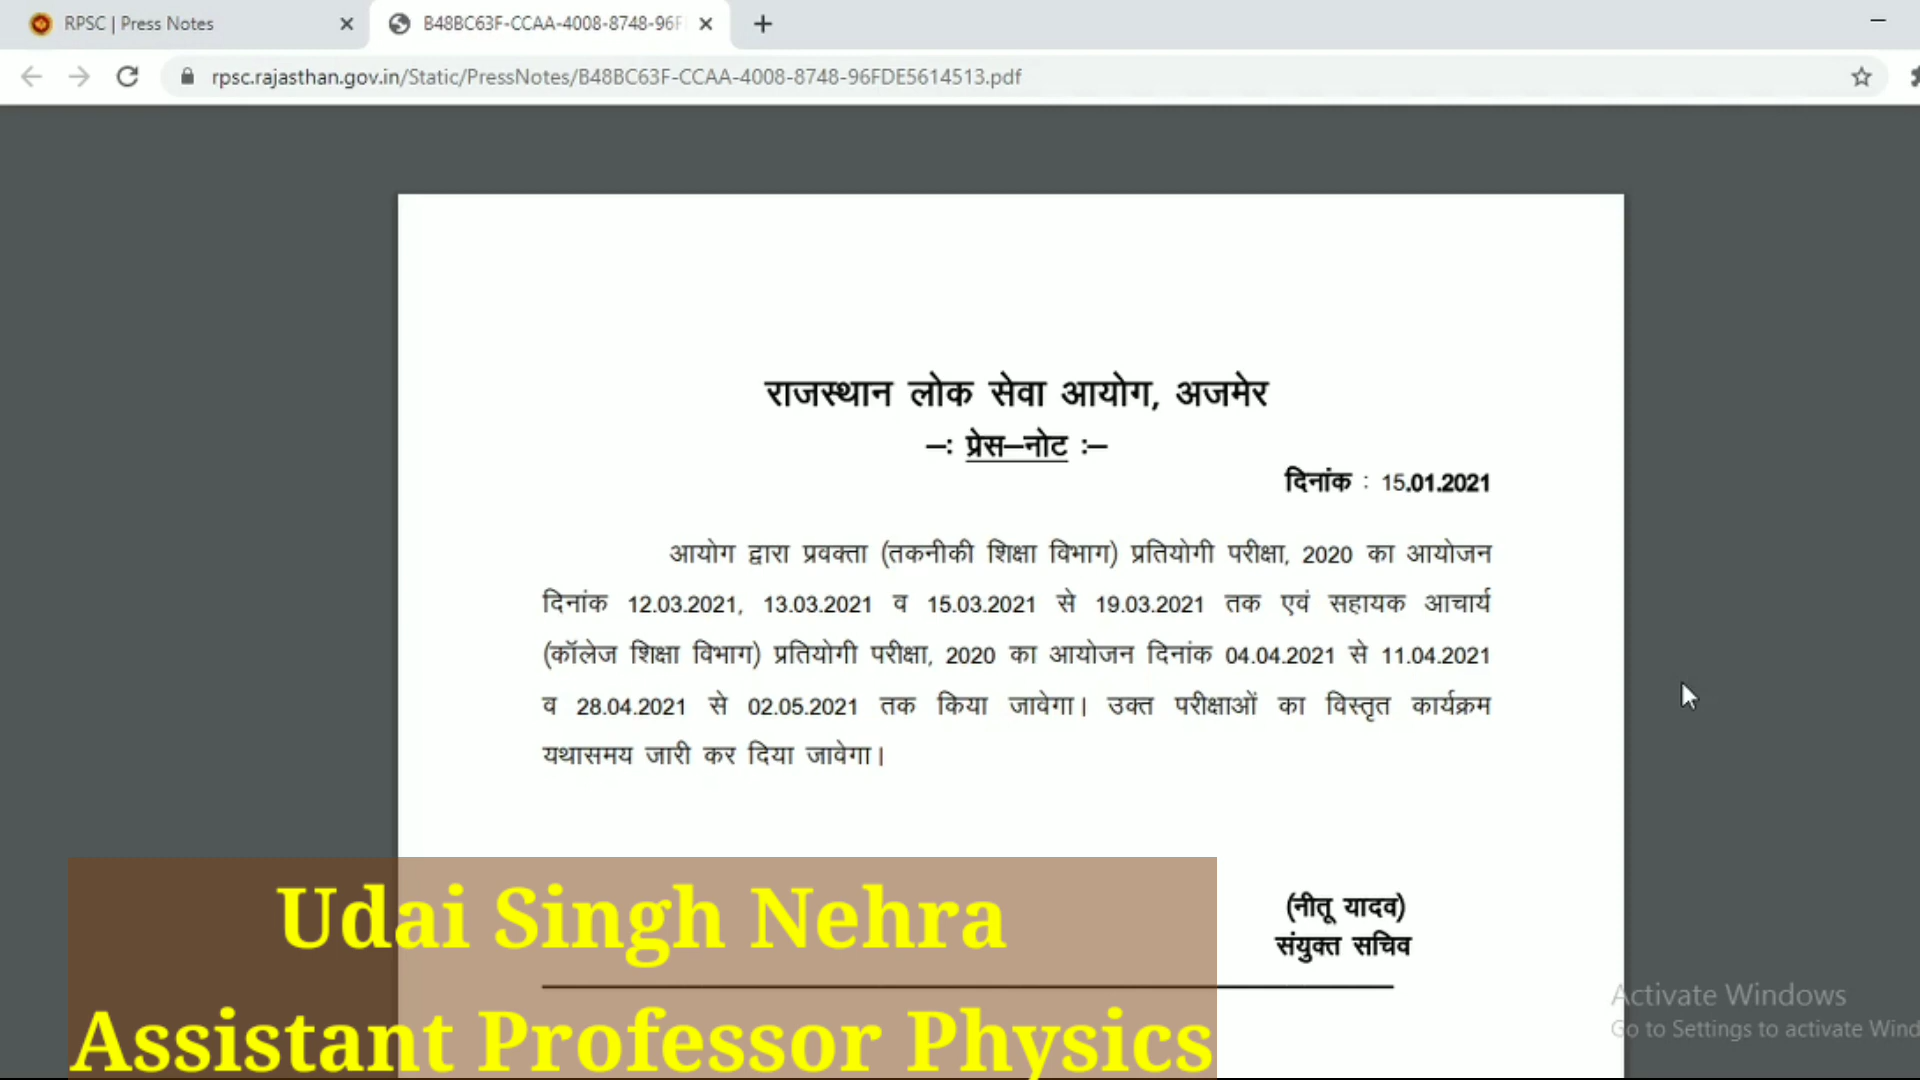 RPSC | Press Notes
B48BC63F-CCAA-4008-8748-96F
rpsc.rajasthan.gov.in/Static/PressNotes/B48BC63F-CCAA-4008-8748-96FDE5614513.pdf
राजस्थान लोक सेवा आयोग, अजमेर
–: प्रेस–नोट :–
दिनांक : 15.01.2021
आयोग द्वारा प्रवक्ता (तकनीकी शिक्षा विभाग) प्रतियोगी परीक्षा, 2020 का आयोजन
दिनांक 12.03.2021, 13.03.2021 व 15.03.2021 से 19.03.2021 तक एवं सहायक आचार्य
(कॉलेज शिक्षा विभाग) प्रतियोगी परीक्षा, 2020 का आयोजन दिनांक 04.04.2021 से 11.04.2021
व 28.04.2021 से 02.05.2021 तक किया जावेगा। उक्त परीक्षाओं का विस्तृत कार्यक्रम
यथासमय जारी कर दिया जावेगा।
(नीतू यादव)
संयुक्त सचिव
Udai Singh Nehra
Assistant Professor Physics
Activate Windows
Go to Settings to activate Wind